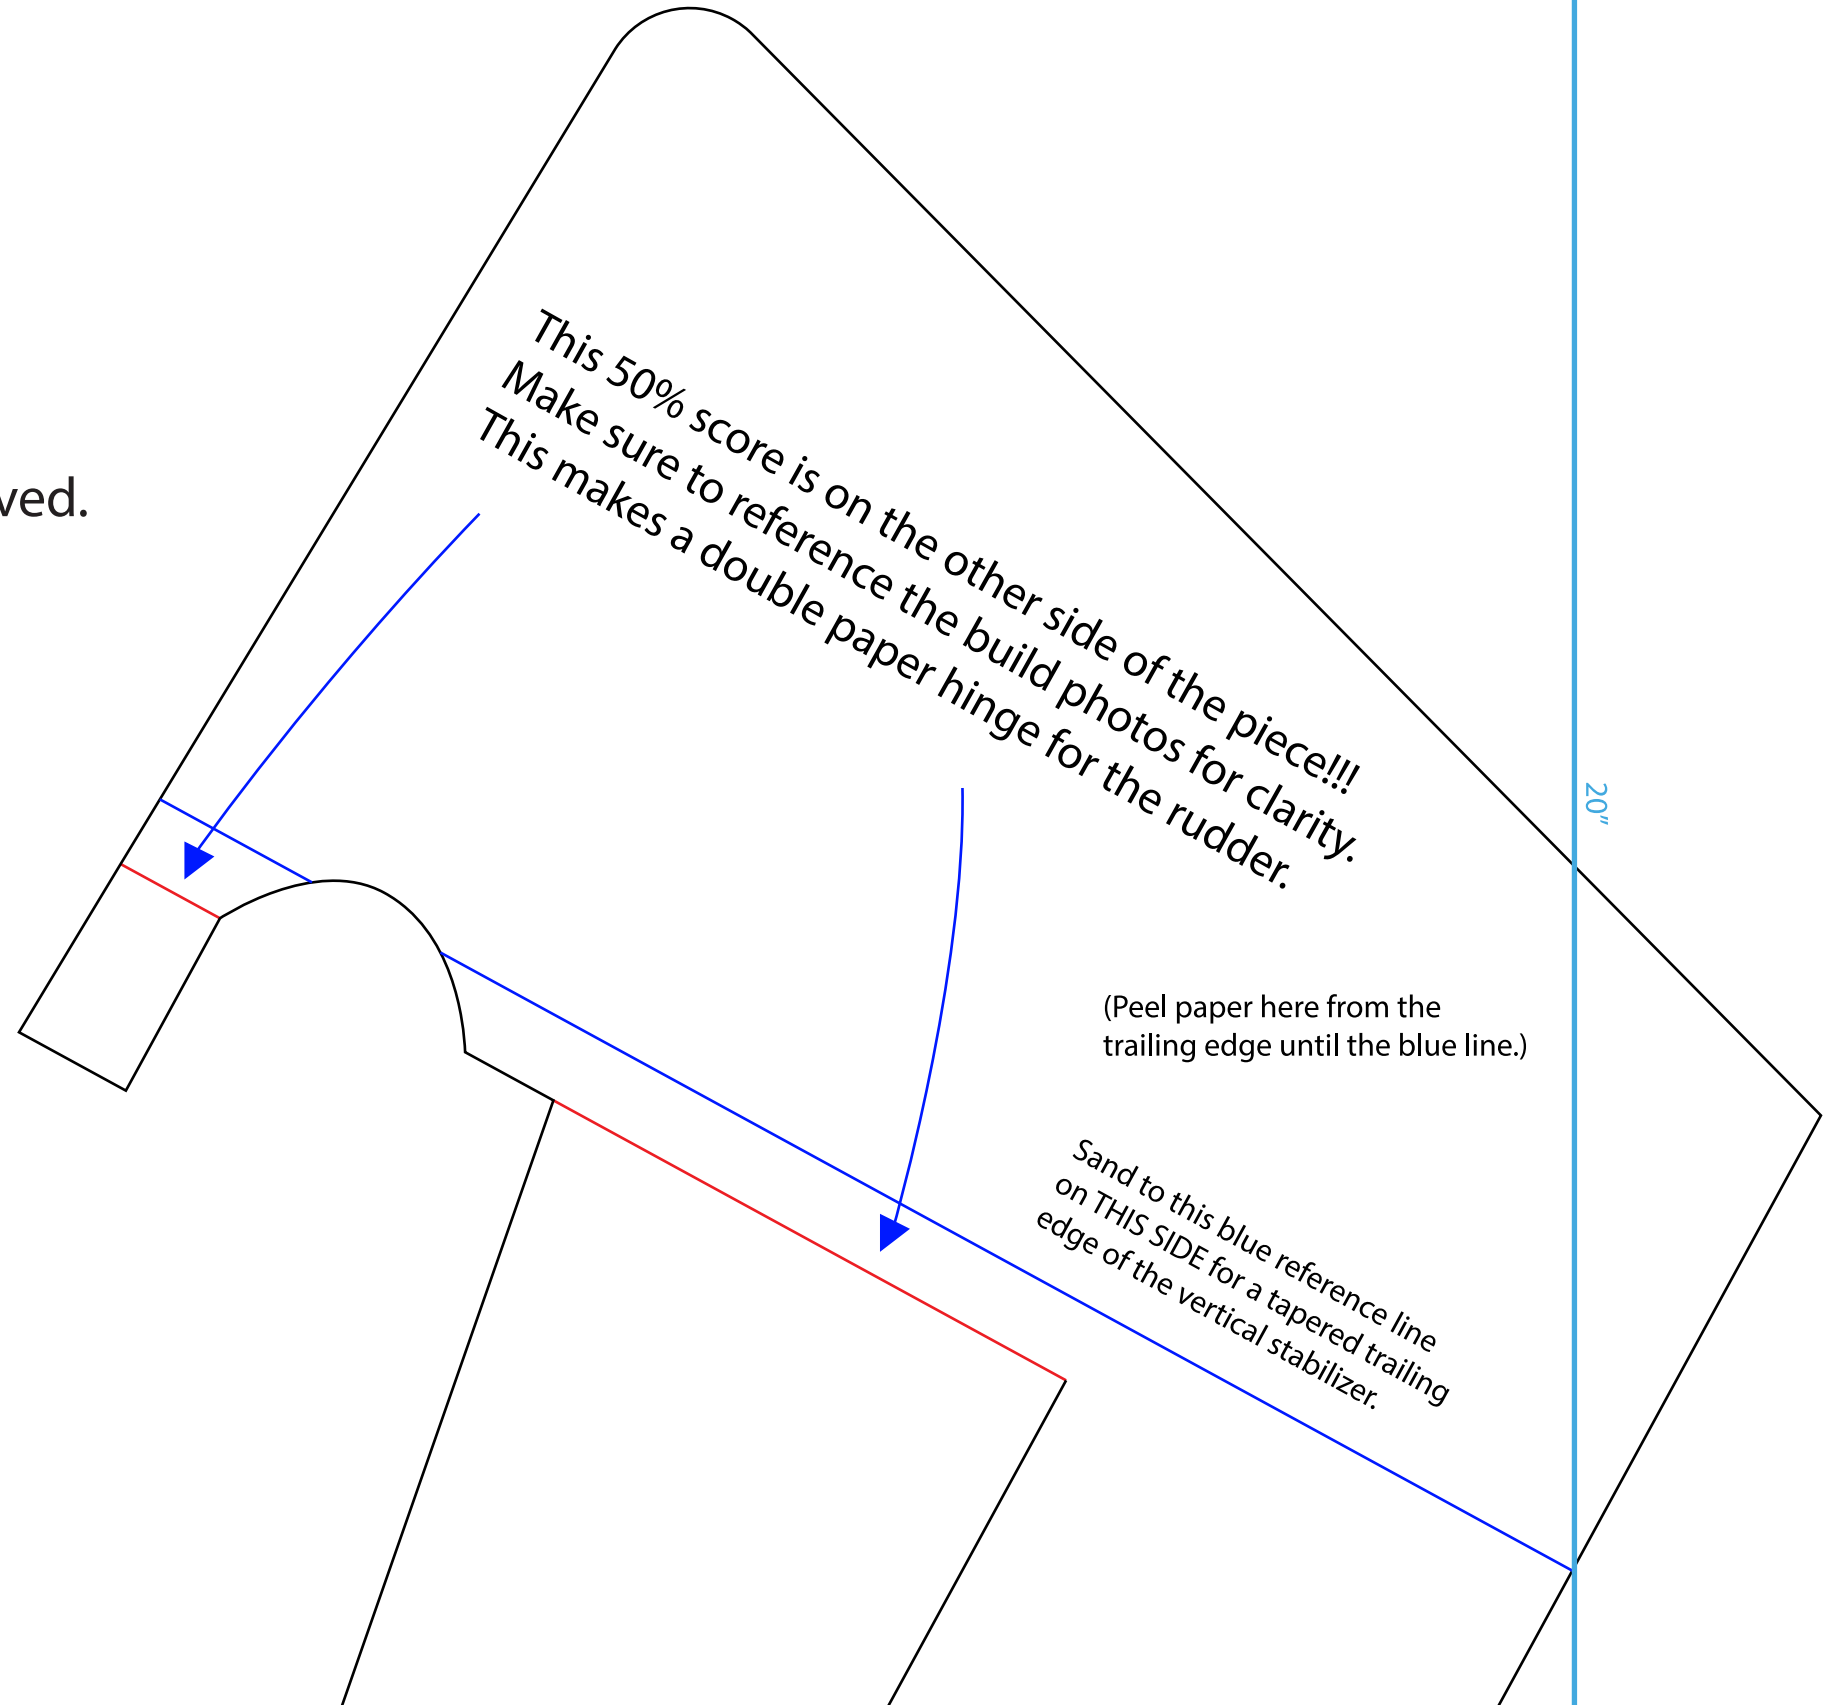 This 50% score is on the other side of the piece!!!
Make sure to reference the build photos for clarity.
This makes a double paper hinge for the rudder.
ved.
20"
(Peel paper here from the
trailing edge until the blue line.)
Sand to this blue reference line
on THIS SIDE for a tapered trailing
edge of the vertical stabilizer.